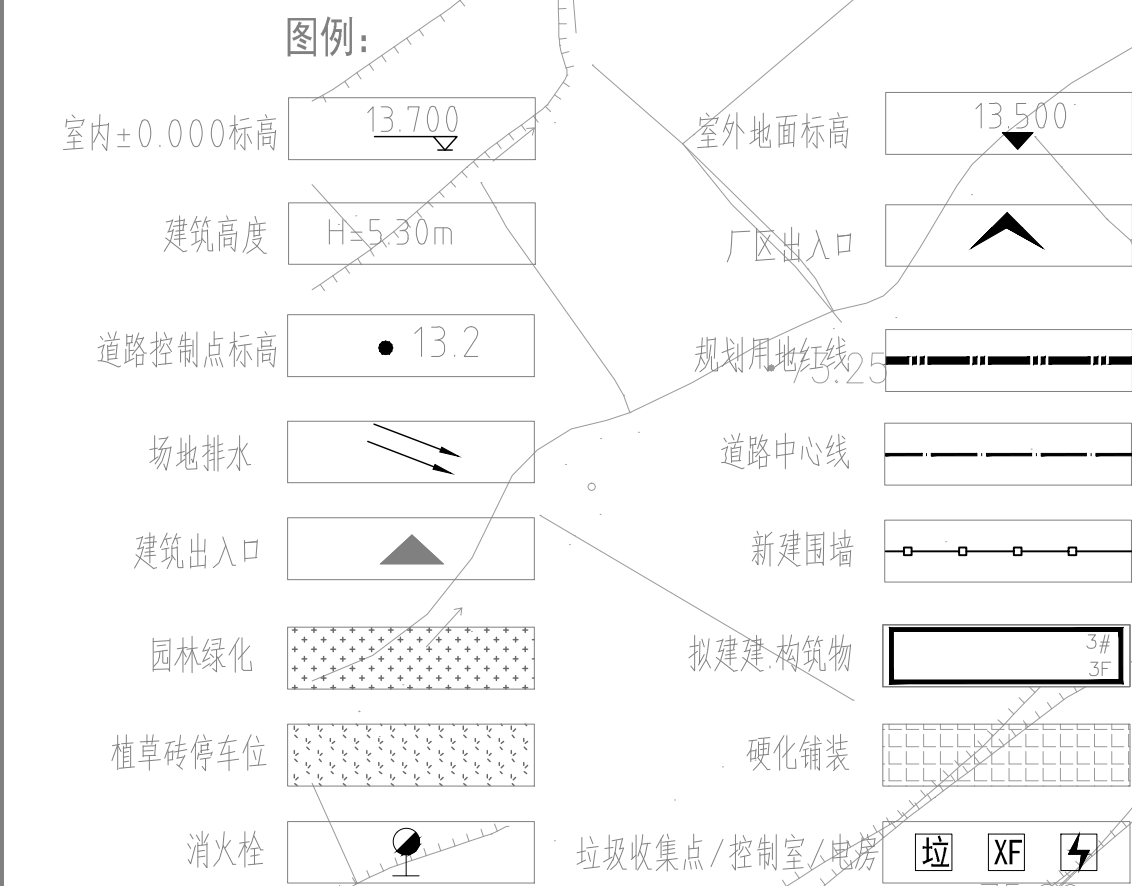 图例:
室内±0.000标高 13.700 室外地面标高 13.500
建筑高度 H=5.30m 厂区出入口
道路控制点标高 13.2 规划用地红线 75.25
场地排水 道路中心线
建筑出入口 新建围墙
园林绿化 拟建建.构筑物 3#
3F
植草砖停车位 硬化铺装
消火栓 垃圾收集点/控制室/电房 垃 XF